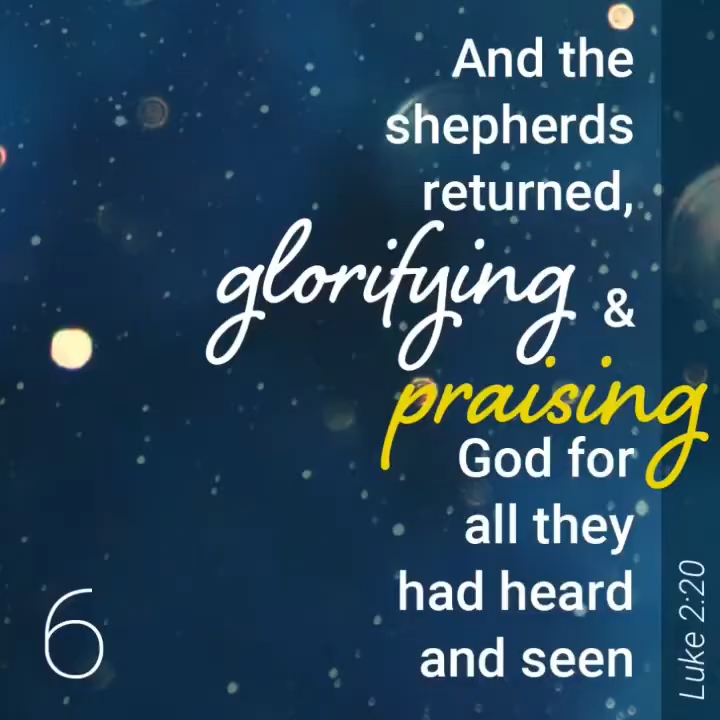 And the
shepherds
returned,
glorifying &
praising
God for
all they
had heard
and seen
6
Luke 2:20